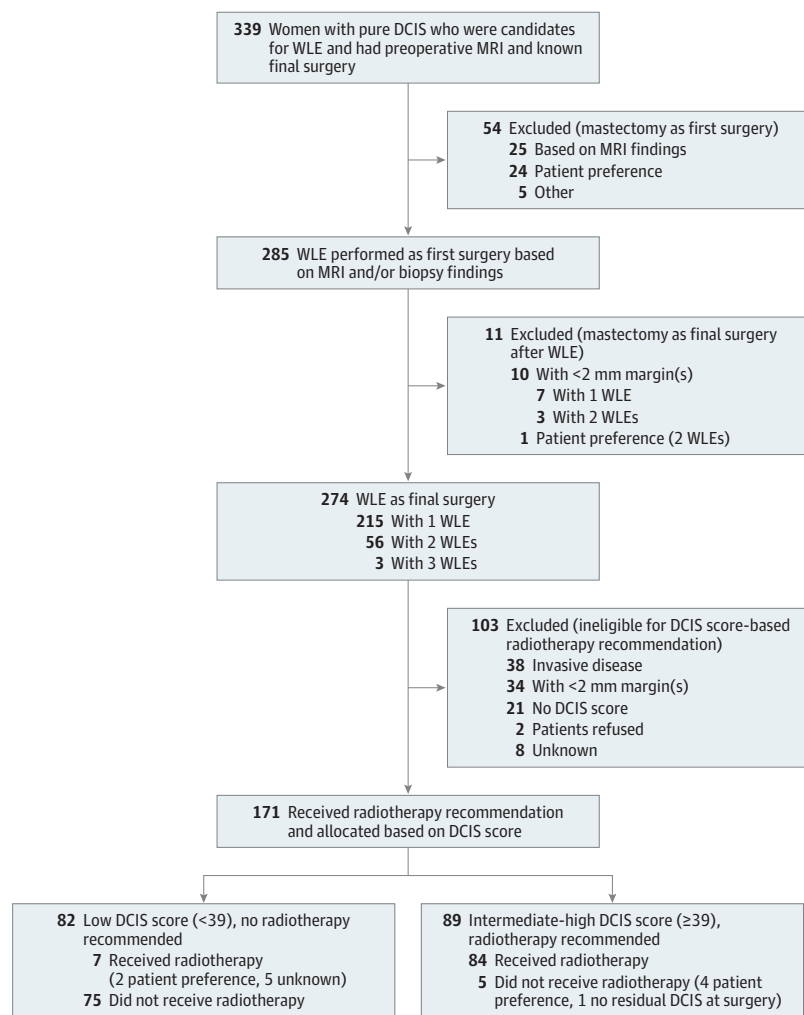 339 Women with pure DCIS who were candidates
for WLE and had preoperative MRI and known
final surgery
54 Excluded (mastectomy as first surgery)
25 Based on MRI findings
24 Patient preference
5 Other
285 WLE performed as first surgery based
on MRI and/or biopsy findings
11 Excluded (mastectomy as final surgery
after WLE)
10 With <2 mm margin(s)
7 With 1 WLE
3 With 2 WLEs
1 Patient preference (2 WLEs)
274 WLE as final surgery
215 With 1 WLE
56 With 2 WLEs
3 With 3 WLEs
103 Excluded (ineligible for DCIS score-based
radiotherapy recommendation)
38 Invasive disease
34 With <2 mm margin(s)
21 No DCIS score
2 Patients refused
8 Unknown
171 Received radiotherapy recommendation
and allocated based on DCIS score
82 Low DCIS score (<39), no radiotherapy
recommended
7 Received radiotherapy
(2 patient preference, 5 unknown)
75 Did not receive radiotherapy
89 Intermediate-high DCIS score (≥39),
radiotherapy recommended
84 Received radiotherapy
5 Did not receive radiotherapy (4 patient
preference, 1 no residual DCIS at surgery)